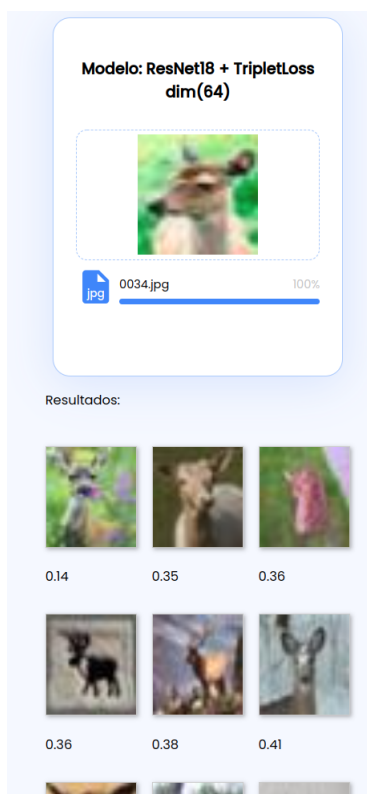 Modelo: ResNet18 + TripletLoss
dim(64)
jpg
0034.jpg 100%
Resultados:
0.14 0.35 0.36
0.36 0.38 0.41